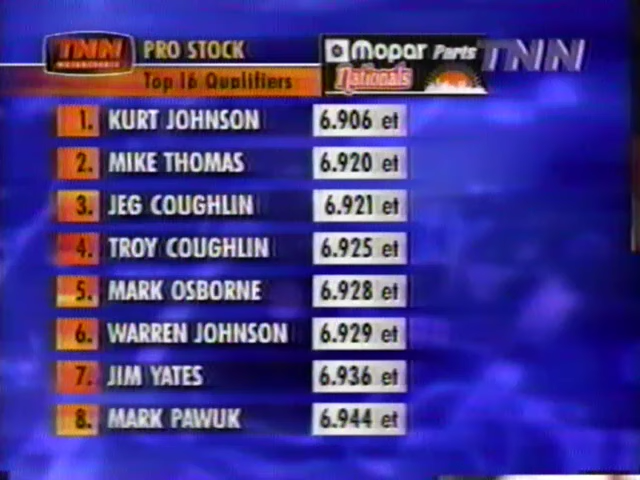 TNN MOTORSPORTS PRO STOCK
Top 16 Qualifiers
Mopar Parts
Nationals
TNN
1. KURT JOHNSON 6.906 et
2. MIKE THOMAS 6.920 et
3. JEG COUGHLIN 6.921 et
4. TROY COUGHLIN 6.925 et
5. MARK OSBORNE 6.928 et
6. WARREN JOHNSON 6.929 et
7. JIM YATES 6.936 et
8. MARK PAWUK 6.944 et